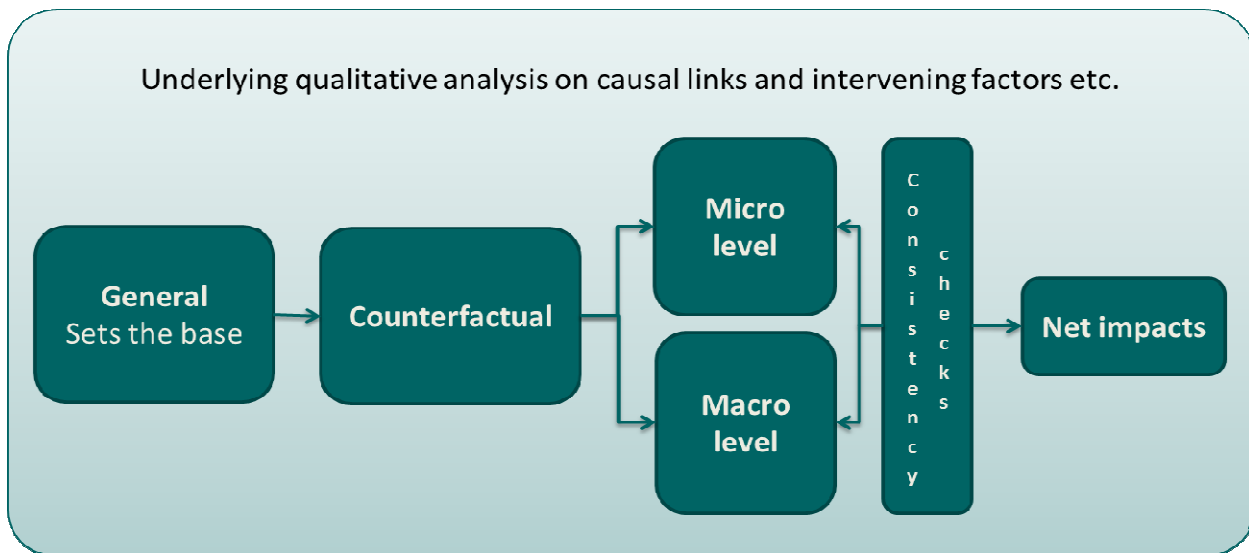 Underlying qualitative analysis on causal links and intervening factors etc.
General
Sets the base
Counterfactual
Micro
level
Macro
level
Consistency
checks
Net impacts